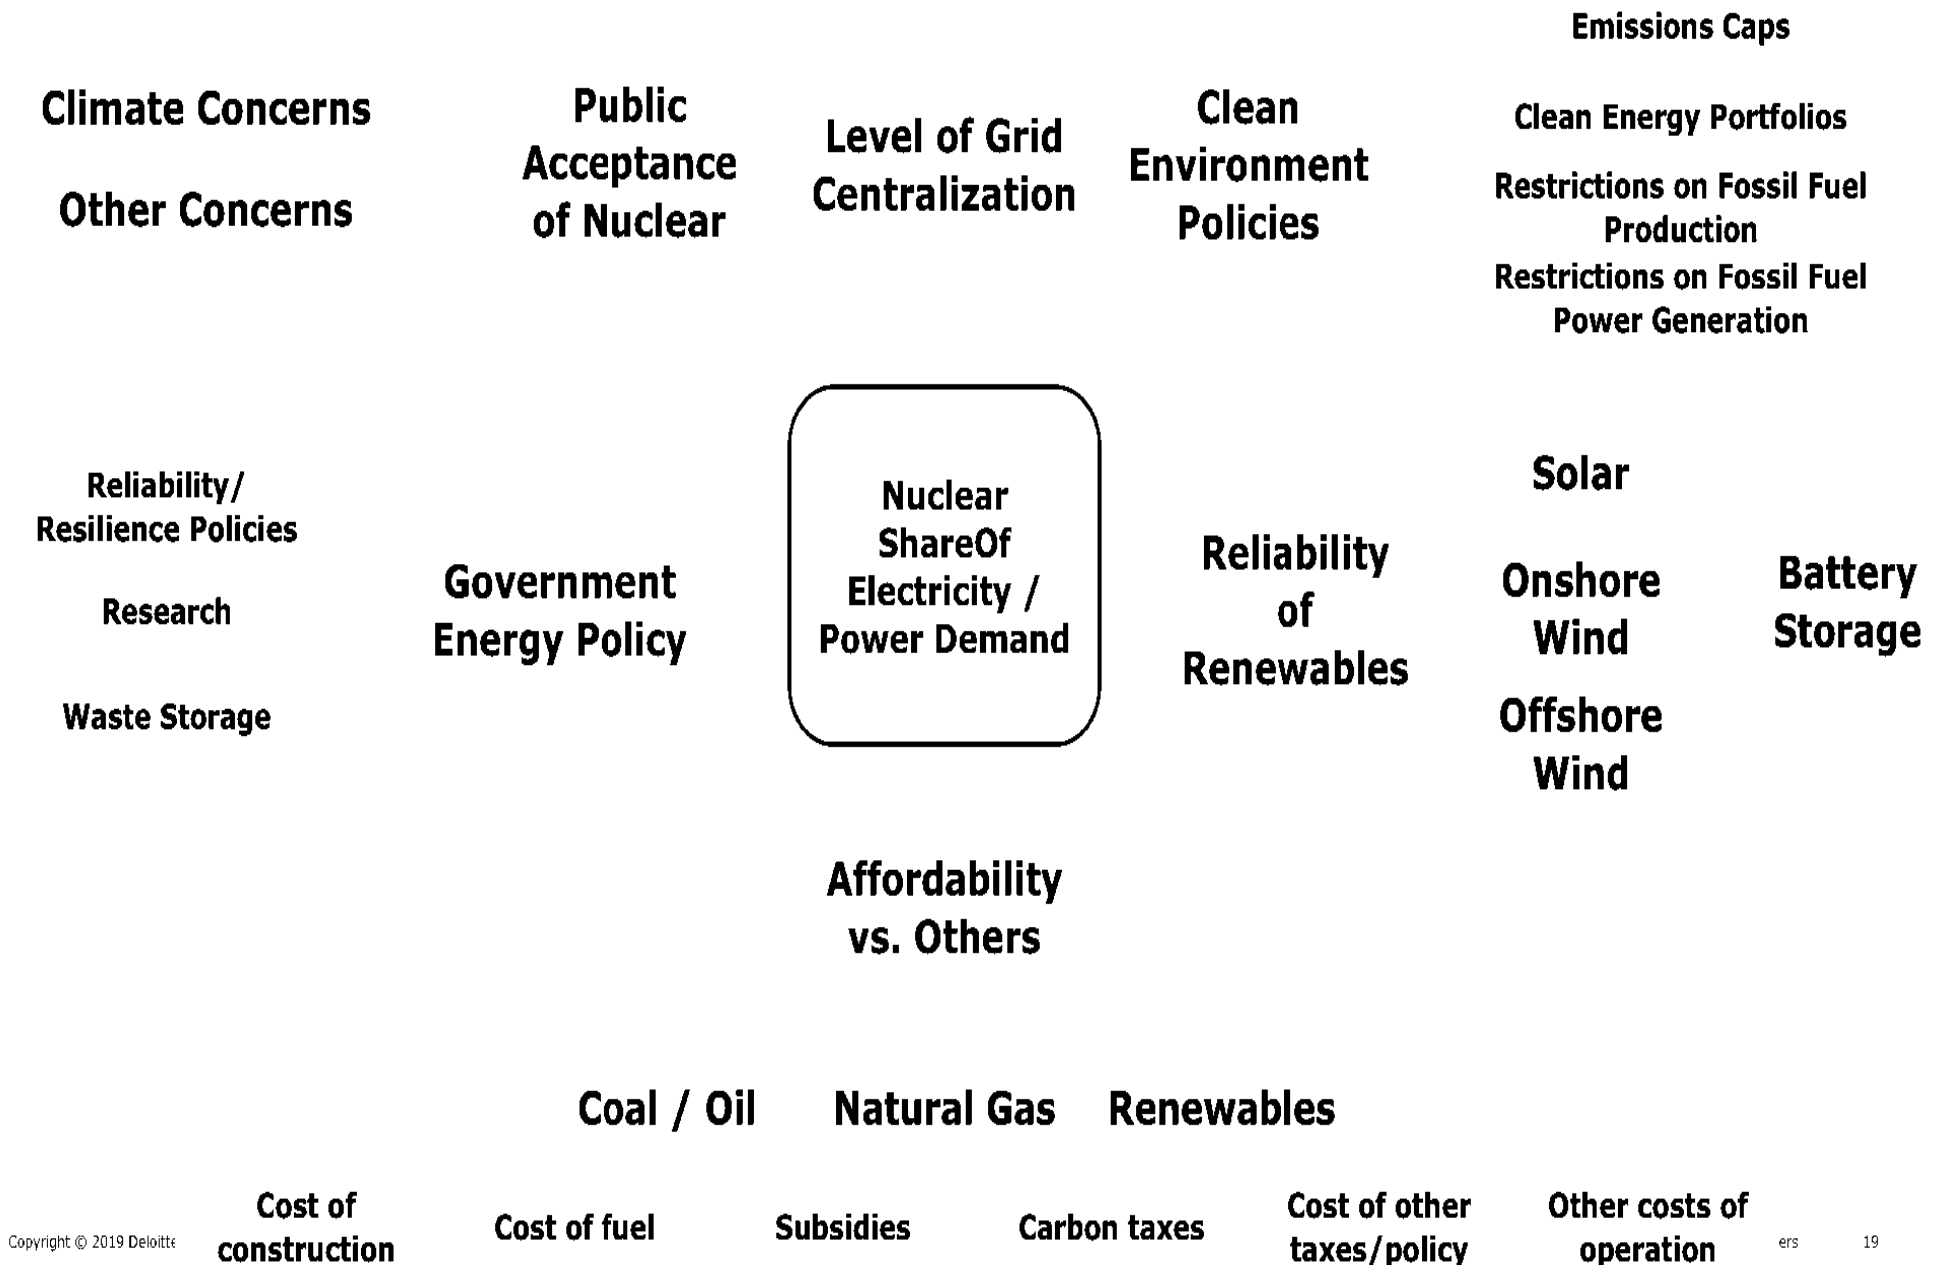 Emissions Caps
Climate Concerns
Other Concerns
Public
Acceptance
of Nuclear
Level of Grid
Centralization
Clean
Environment
Policies
Clean Energy Portfolios
Restrictions on Fossil Fuel
Production
Restrictions on Fossil Fuel
Power Generation
Reliability/
Resilience Policies
Research
Waste Storage
Government
Energy Policy
Nuclear
ShareOf
Electricity /
Power Demand
Reliability
of
Renewables
Solar
Onshore
Wind
Offshore
Wind
Battery
Storage
Affordability
vs. Others
Coal / Oil
Natural Gas
Renewables
Cost of
construction
Cost of fuel
Subsidies
Carbon taxes
Cost of other
taxes/policy
Other costs of
operation
Copyright © 2019 Deloitte
ers
19